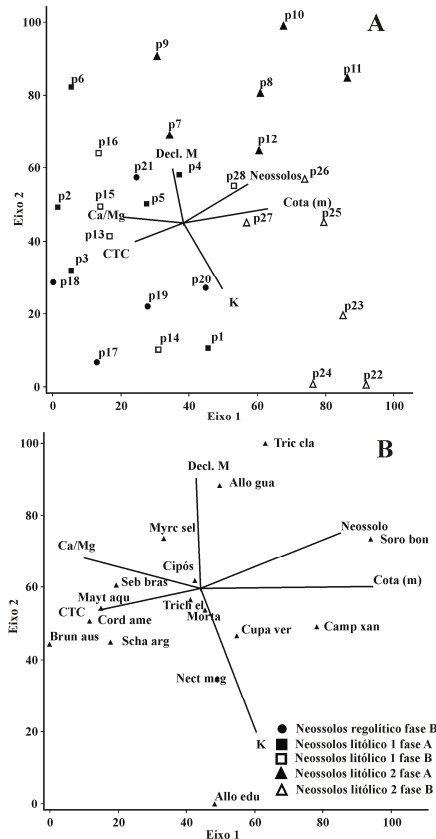 A
Eixo 2
100
80
60
40
20
0
p10
p9
p11
p6
p8
p7
p12
p16
Decl. M
p4
p21
p28
Neossolos
p26
p2
p15
p5
Cota (m)
Ca/Mg
p27
p25
p13
CTC
p3
p18
p20
K
p19
p23
p14
p1
p17
p24
p22
0
20
40
60
80
100
Eixo 1
B
Eixo 2
100
80
60
40
20
0
Tric cla
Decl. M
Allo gua
Myrc sel
Neossolo
Soro bon
Ca/Mg
Cipós
Seb bras
Cota (m)
Mayt aqu
CTC
Trich el
Cord ame
Morta
Camp xan
Brun aus
Scha arg
Cupa ver
Nect meg
K
Neossolos regolítico fase B
Neossolos litólico 1 fase A
Neossolos litólico 1 fase B
Neossolos litólico 2 fase A
Neossolos litólico 2 fase B
Allo edu
0
20
40
60
80
100
Eixo 1